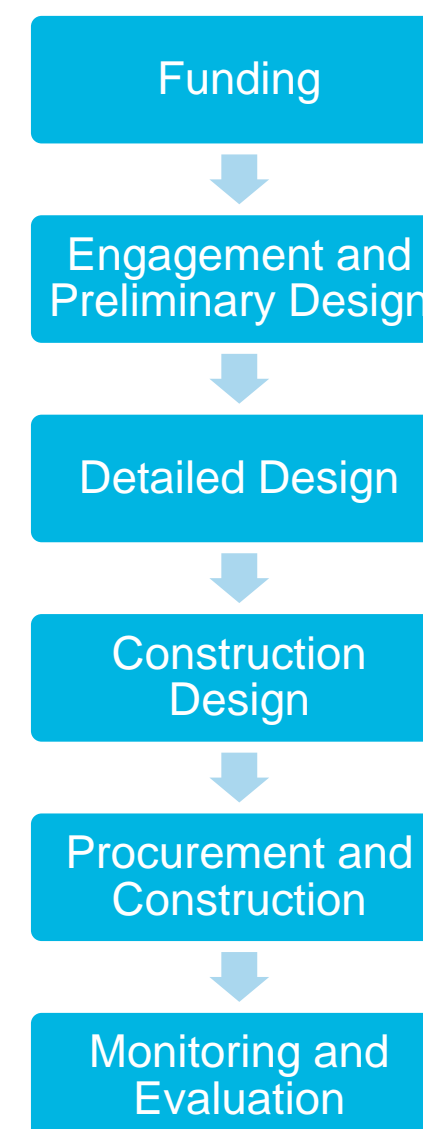 Funding
Engagement and
Preliminary Design
Detailed Design
Construction
Design
Procurement and
Construction
Monitoring and
Evaluation